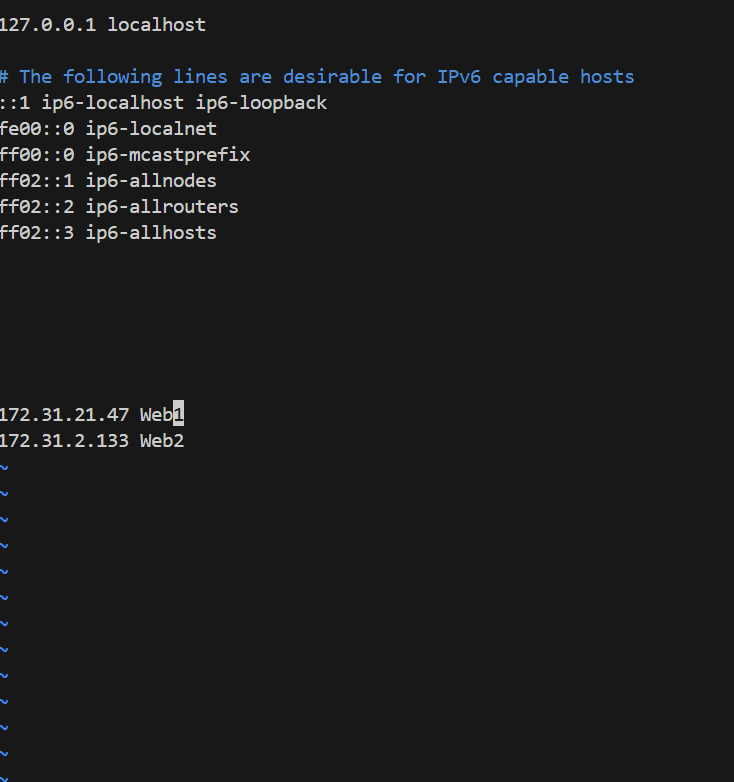 127.0.0.1 localhost
# The following lines are desirable for IPv6 capable hosts
::1 ip6-localhost ip6-loopback
fe00::0 ip6-localnet
ff00::0 ip6-mcastprefix
ff02::1 ip6-allnodes
ff02::2 ip6-allrouters
ff02::3 ip6-allhosts
172.31.21.47 Web1
172.31.2.133 Web2
~
~
~
~
~
~
~
~
~
~
~
~
~